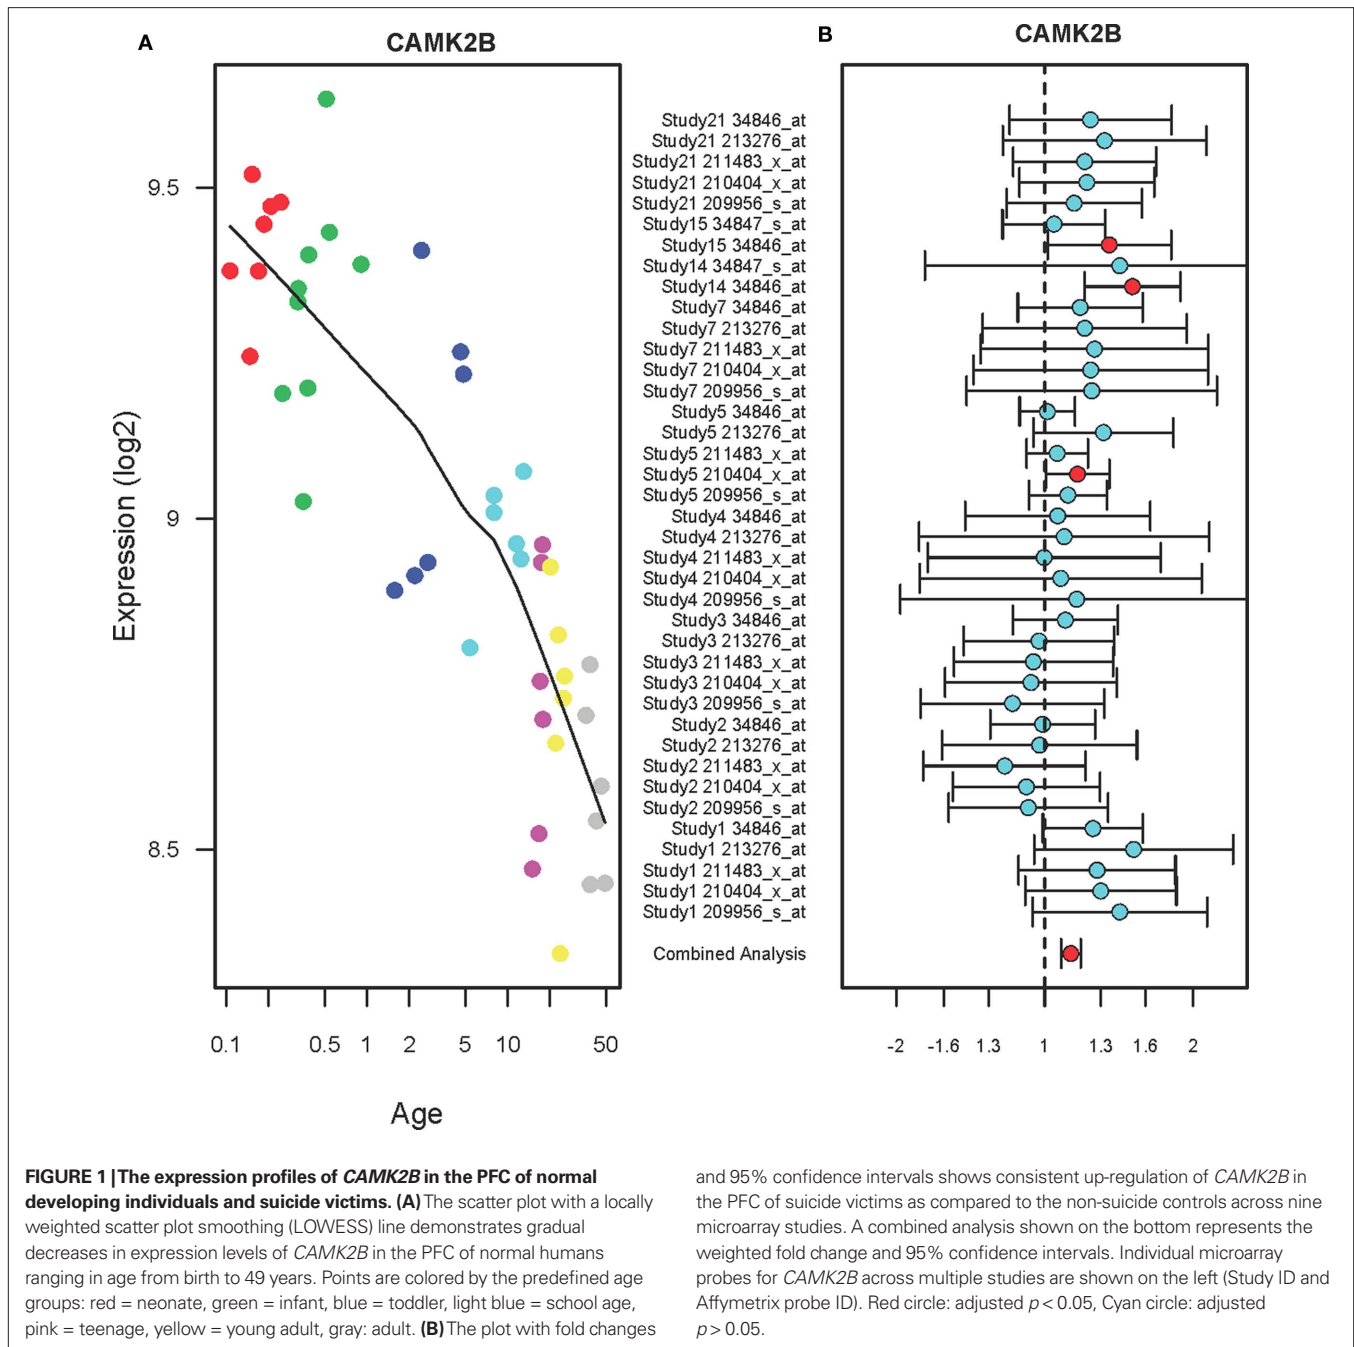 A
CAMK2B
9.5
9
8.5
Expression (log2)
0.1 0.5 1 2 5 10 50
Age
B
CAMK2B
Study21 34846_at
Study21 213276_at
Study21 211483_x_at
Study21 210404_x_at
Study21 209956_s_at
Study15 34847_s_at
Study15 34846_at
Study14 34847_s_at
Study14 34846_at
Study7 34846_at
Study7 213276_at
Study7 211483_x_at
Study7 210404_x_at
Study7 209956_s_at
Study5 34846_at
Study5 213276_at
Study5 211483_x_at
Study5 210404_x_at
Study5 209956_s_at
Study4 34846_at
Study4 213276_at
Study4 211483_x_at
Study4 210404_x_at
Study4 209956_s_at
Study3 34846_at
Study3 213276_at
Study3 211483_x_at
Study3 210404_x_at
Study3 209956_s_at
Study2 34846_at
Study2 213276_at
Study2 211483_x_at
Study2 210404_x_at
Study2 209956_s_at
Study1 34846_at
Study1 213276_at
Study1 211483_x_at
Study1 210404_x_at
Study1 209956_s_at
Combined Analysis
-2 -1.6 1.3 1 1.3 1.6 2
FIGURE 1 | The expression profiles of CAMK2B in the PFC of normal
developing individuals and suicide victims. (A) The scatter plot with a locally
weighted scatter plot smoothing (LOWESS) line demonstrates gradual
decreases in expression levels of CAMK2B in the PFC of normal humans
ranging in age from birth to 49 years. Points are colored by the predefined age
groups: red = neonate, green = infant, blue = toddler, light blue = school age,
pink = teenage, yellow = young adult, gray: adult. (B) The plot with fold changes
and 95% confidence intervals shows consistent up-regulation of CAMK2B in
the PFC of suicide victims as compared to the non-suicide controls across nine
microarray studies. A combined analysis shown on the bottom represents the
weighted fold change and 95% confidence intervals. Individual microarray
probes for CAMK2B across multiple studies are shown on the left (Study ID and
Affymetrix probe ID). Red circle: adjusted p < 0.05, Cyan circle: adjusted
p > 0.05.